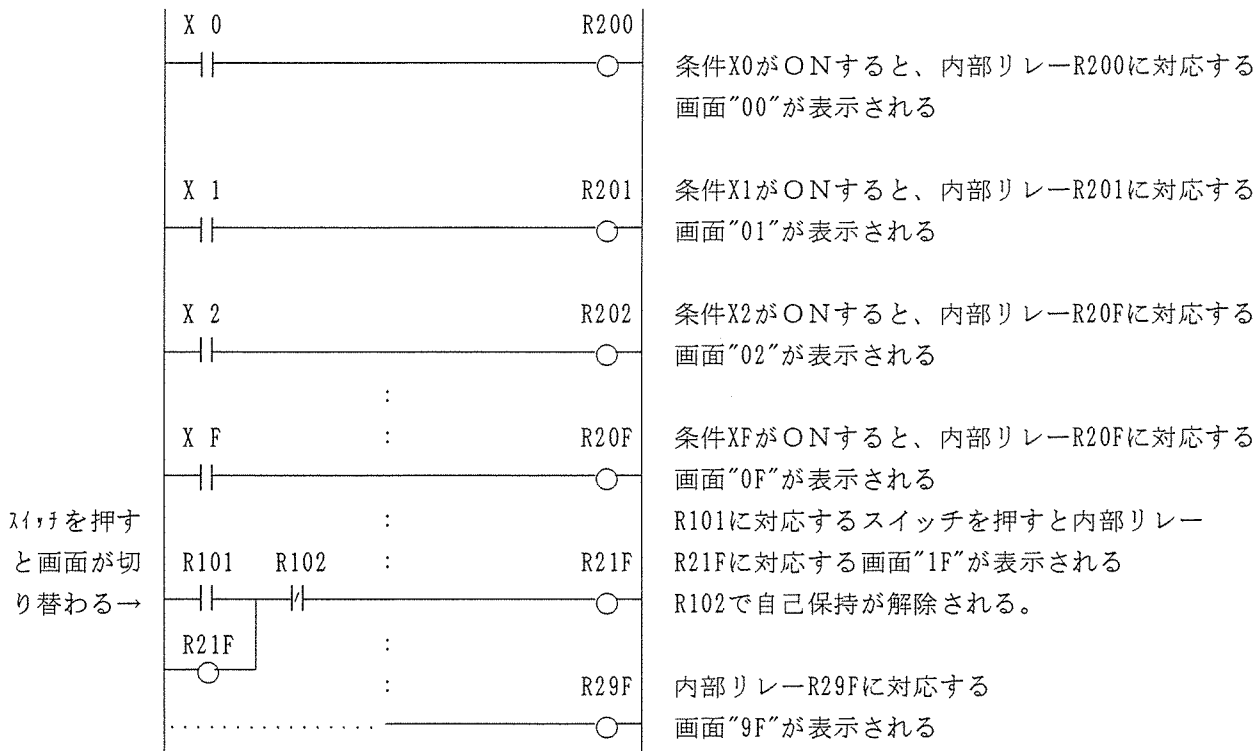 X 0 R200
条件X0がONすると、内部リレーR200に対応する
画面"00"が表示される
X 1 R201 条件X1がONすると、内部リレーR201に対応する
画面"01"が表示される
X 2 R202 条件X2がONすると、内部リレーR20Fに対応する
画面"02"が表示される
:
X F : R20F 条件XFがONすると、内部リレーR20Fに対応する
画面"0F"が表示される
スイッチを押す : R101に対応するスイッチを押すと内部リレー
と画面が切 R101 R102 : R21F R21Fに対応する画面"1F"が表示される
り替わる→ R102で自己保持が解除される。
R21F :
: R29F 内部リレーR29Fに対応する
................ 画面"9F"が表示される